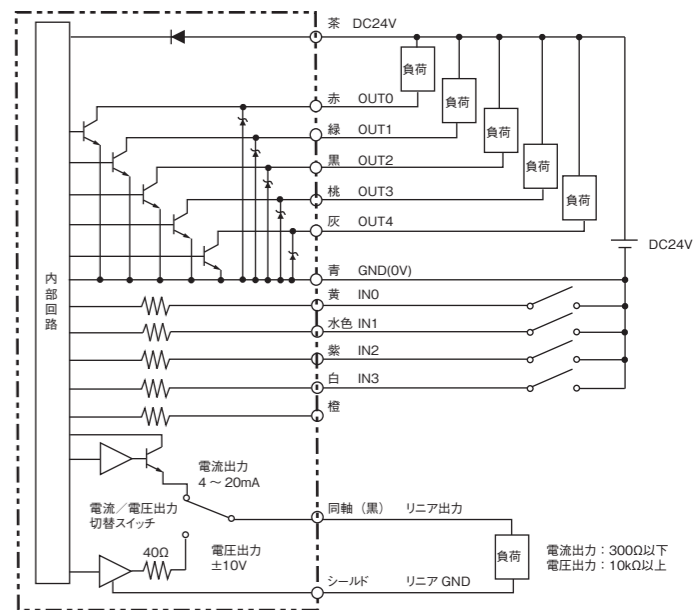 茶 DC24V
負荷
赤 OUT0
負荷
緑 OUT1
負荷
黒 OUT2
負荷
桃 OUT3
負荷
灰 OUT4
DC24V
青 GND(0V)
内部回路
黄 IN0
水色 IN1
紫 IN2
白 IN3
橙
電流出力
4 ~ 20mA
電流／電圧出力
切替スイッチ
同軸（黒） リニア出力
40Ω
電圧出力
±10V
負荷
電流出力：300Ω以下
電圧出力：10kΩ以上
シールド リニア GND